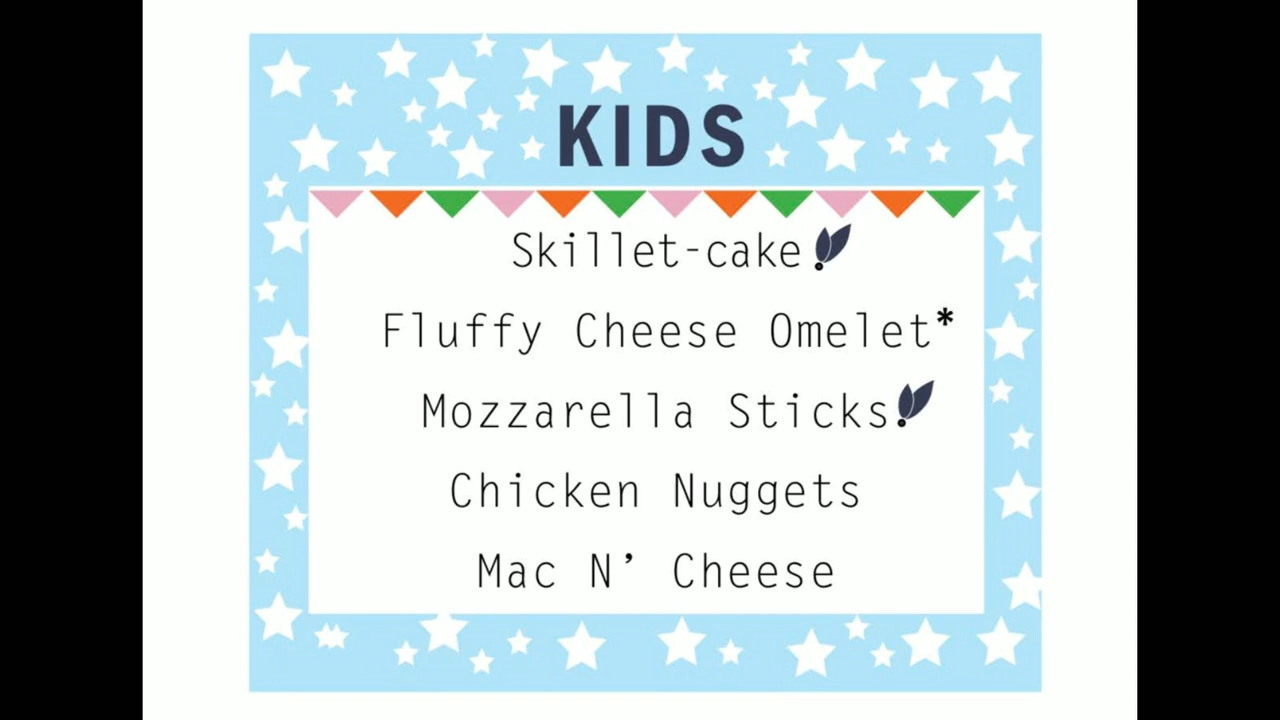 KIDS
Skillet-cake
Fluffy Cheese Omelet*
Mozzarella Sticks
Chicken Nuggets
Mac N’ Cheese